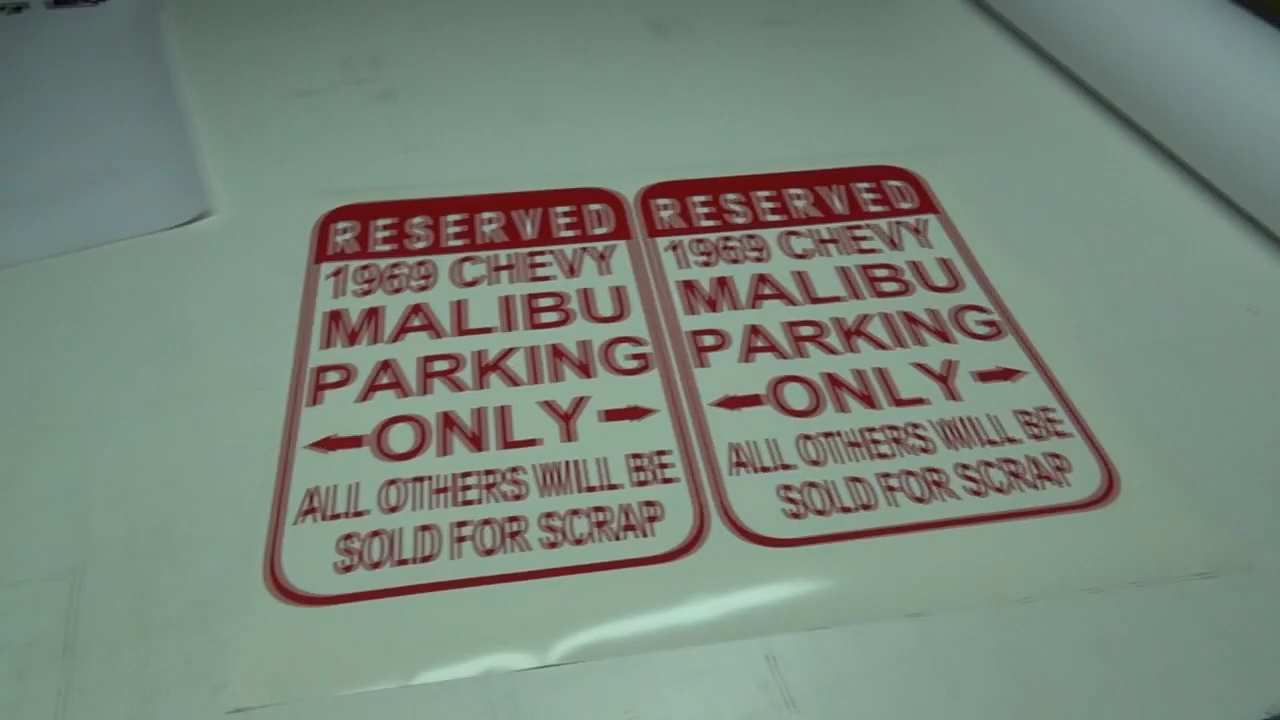 RESERVED
1969 CHEVY
MALIBU
PARKING
ONLY
ALL OTHERS WILL BE
SOLD FOR SCRAP
RESERVED
1969 CHEVY
MALIBU
PARKING
ONLY
ALL OTHERS WILL BE
SOLD FOR SCRAP